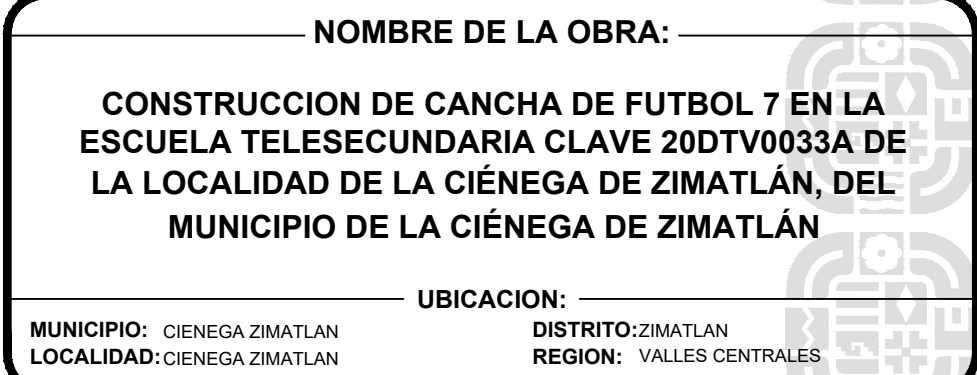 NOMBRE DE LA OBRA:
CONSTRUCCION DE CANCHA DE FUTBOL 7 EN LA
ESCUELA TELESECUNDARIA CLAVE 20DTV0033A DE
LA LOCALIDAD DE LA CIÉNEGA DE ZIMATLÁN, DEL
MUNICIPIO DE LA CIÉNEGA DE ZIMATLÁN
UBICACION:
MUNICIPIO: CIENEGA ZIMATLAN DISTRITO: ZIMATLAN
LOCALIDAD: CIENEGA ZIMATLAN REGION: VALLES CENTRALES